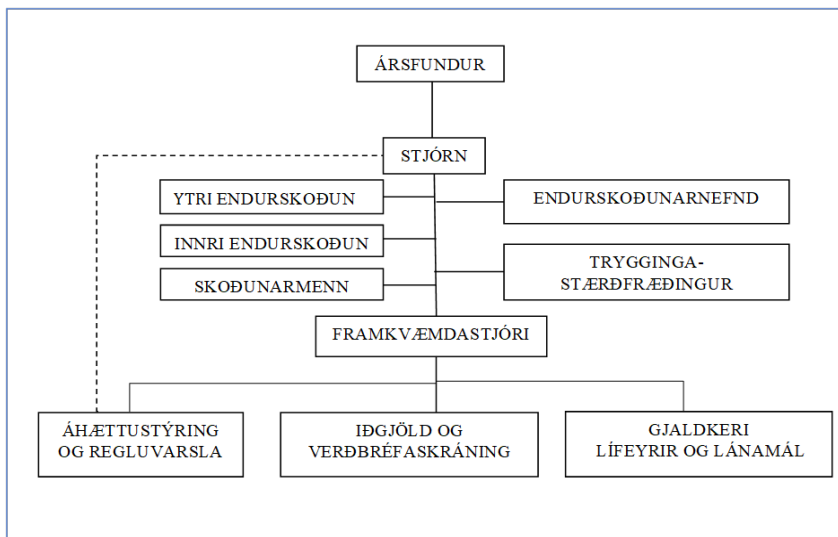 ÁRSFUNDUR
STJÓRN
YTRI ENDURSKOÐUN
ENDURSKOÐUNARNEFND
INNRI ENDURSKOÐUN
TRYGGINGA-
STÆRÐFRÆÐINGUR
SKOÐUNARMENN
FRAMKVÆMDASTJÓRI
ÁHÆTTUSTÝRING
OG REGLUVARSLA
IÐGJÖLD OG
VERÐBRÉFASKRÁNING
GJALDKERI
LÍFEYRIR OG LÁNAMÁL